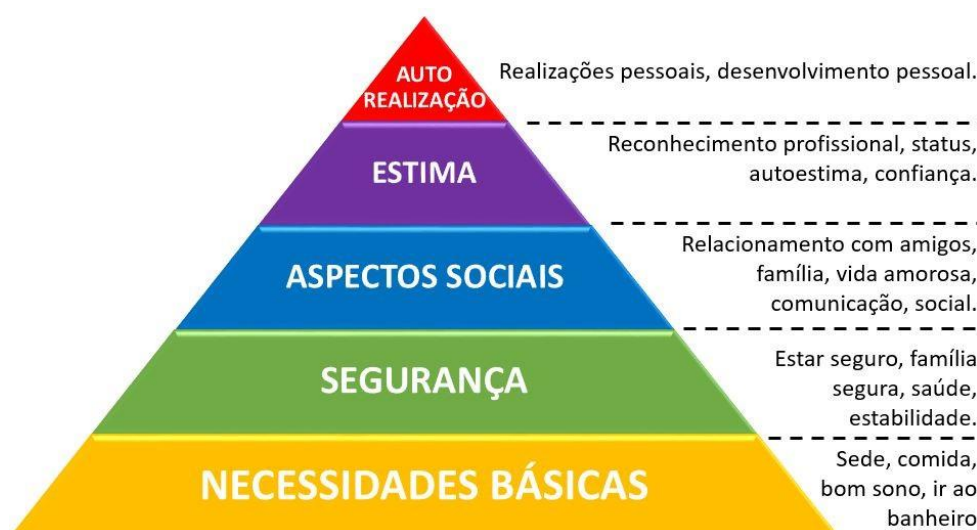 AUTO
REALIZAÇÃO
Realizações pessoais, desenvolvimento pessoal.
ESTIMA
Reconhecimento profissional, status,
autoestima, confiança.
ASPECTOS SOCIAIS
Relacionamento com amigos,
família, vida amorosa,
comunicação, social.
SEGURANÇA
Estar seguro, família
segura, saúde,
estabilidade.
NECESSIDADES BÁSICAS
Sede, comida,
bom sono, ir ao
banheiro